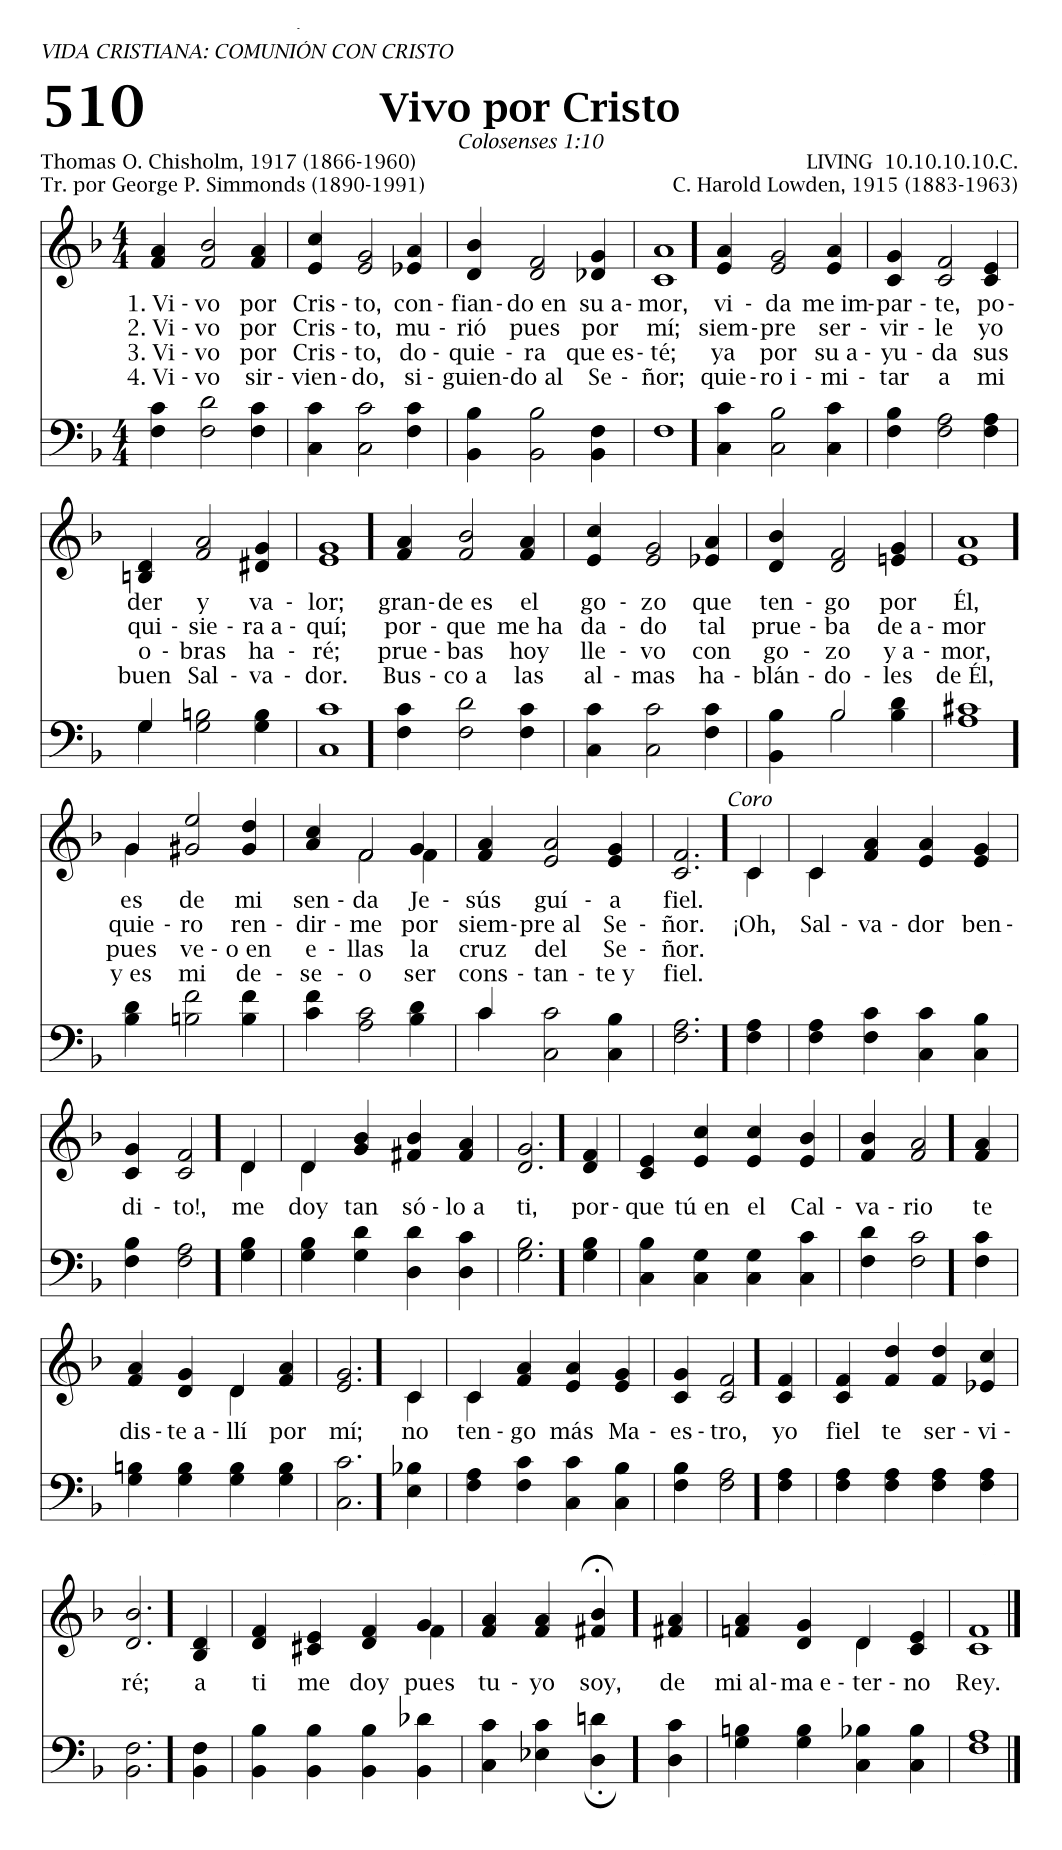 VIDA CRISTIANA: COMUNIÓN CON CRISTO
510 Vivo por Cristo
Colosenses 1:10
Thomas O. Chisholm, 1917 (1866-1960) LIVING 10.10.10.10.C.
Tr. por George P. Simmonds (1890-1991) C. Harold Lowden, 1915 (1883-1963)
1. Vi - vo por Cris - to, con - fian - do en su a - mor, vi - da me im - par - te, po -
2. Vi - vo por Cris - to, mu - rió pues por mí; siem - pre ser - vir - le yo
3. Vi - vo por Cris - to, do - quie - ra que es - té; ya por su a - yu - da sus
4. Vi - vo sir - vien - do, si - guien - do al Se - ñor; quie - ro i - mi - tar a mi
der y va - lor; gran - de es el go - zo que ten - go por Él,
qui - sie - ra a - quí; por - que me ha da - do tal prue - ba de a - mor
o - bras ha - ré; prue - bas hoy lle - vo con go - zo y a - mor,
buen Sal - va - dor. Bus - co a las al - mas ha - blán - do - les de Él,
Coro
es de mi sen - da Je - sús guí - a fiel.
quie - ro ren - dir - me por siem - pre al Se - ñor. ¡Oh, Sal - va - dor ben -
pues ve - o en e - llas la cruz del Se - ñor.
y es mi de - se - o ser cons - tan - te y fiel.
di - to!, me doy tan só - lo a ti, por - que tú en el Cal - va - rio te
dis - te a - llí por mí; no ten - go más Ma - es - tro, yo fiel te ser - vi -
ré; a ti me doy pues tu - yo soy, de mi al - ma e - ter - no Rey.